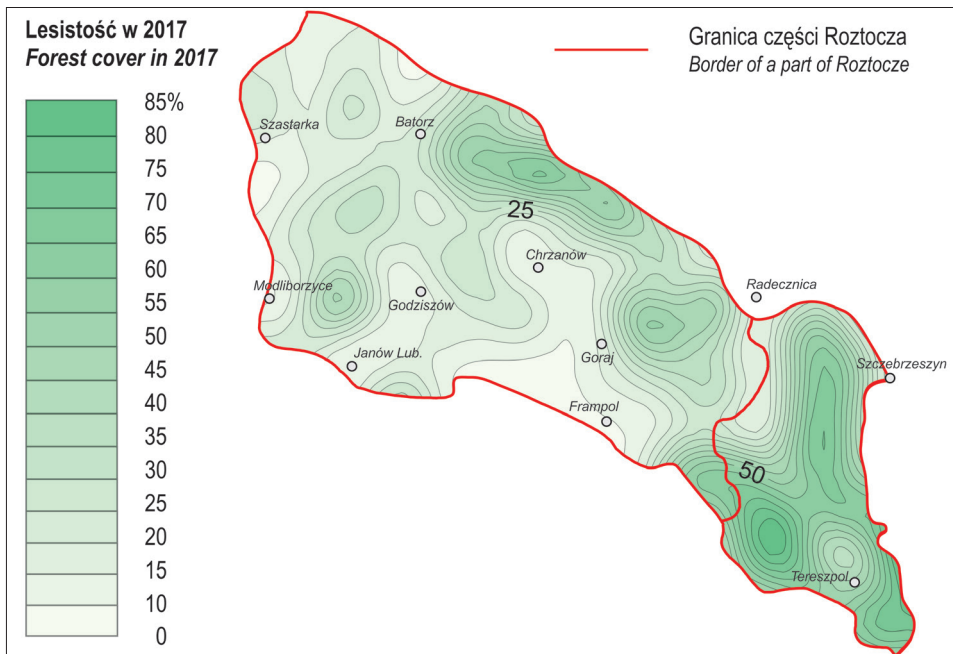 Lesistość w 2017
Forest cover in 2017
Granica części Roztocza
Border of a part of Roztocze
85%
80
75
70
65
60
55
50
45
40
35
30
25
20
15
10
0
Szastarka
Batorz
25
Chrzanów
Modliborzyce
Godziszów
Radecznica
Janów Lub.
Goraj
Szczebrzeszyn
Frampol
50
Tereszpol